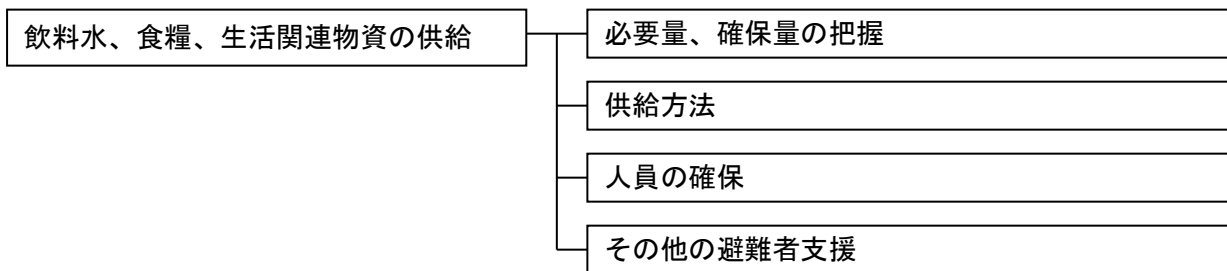 飲料水、食糧、生活関連物資の供給
必要量、確保量の把握
供給方法
人員の確保
その他の避難者支援